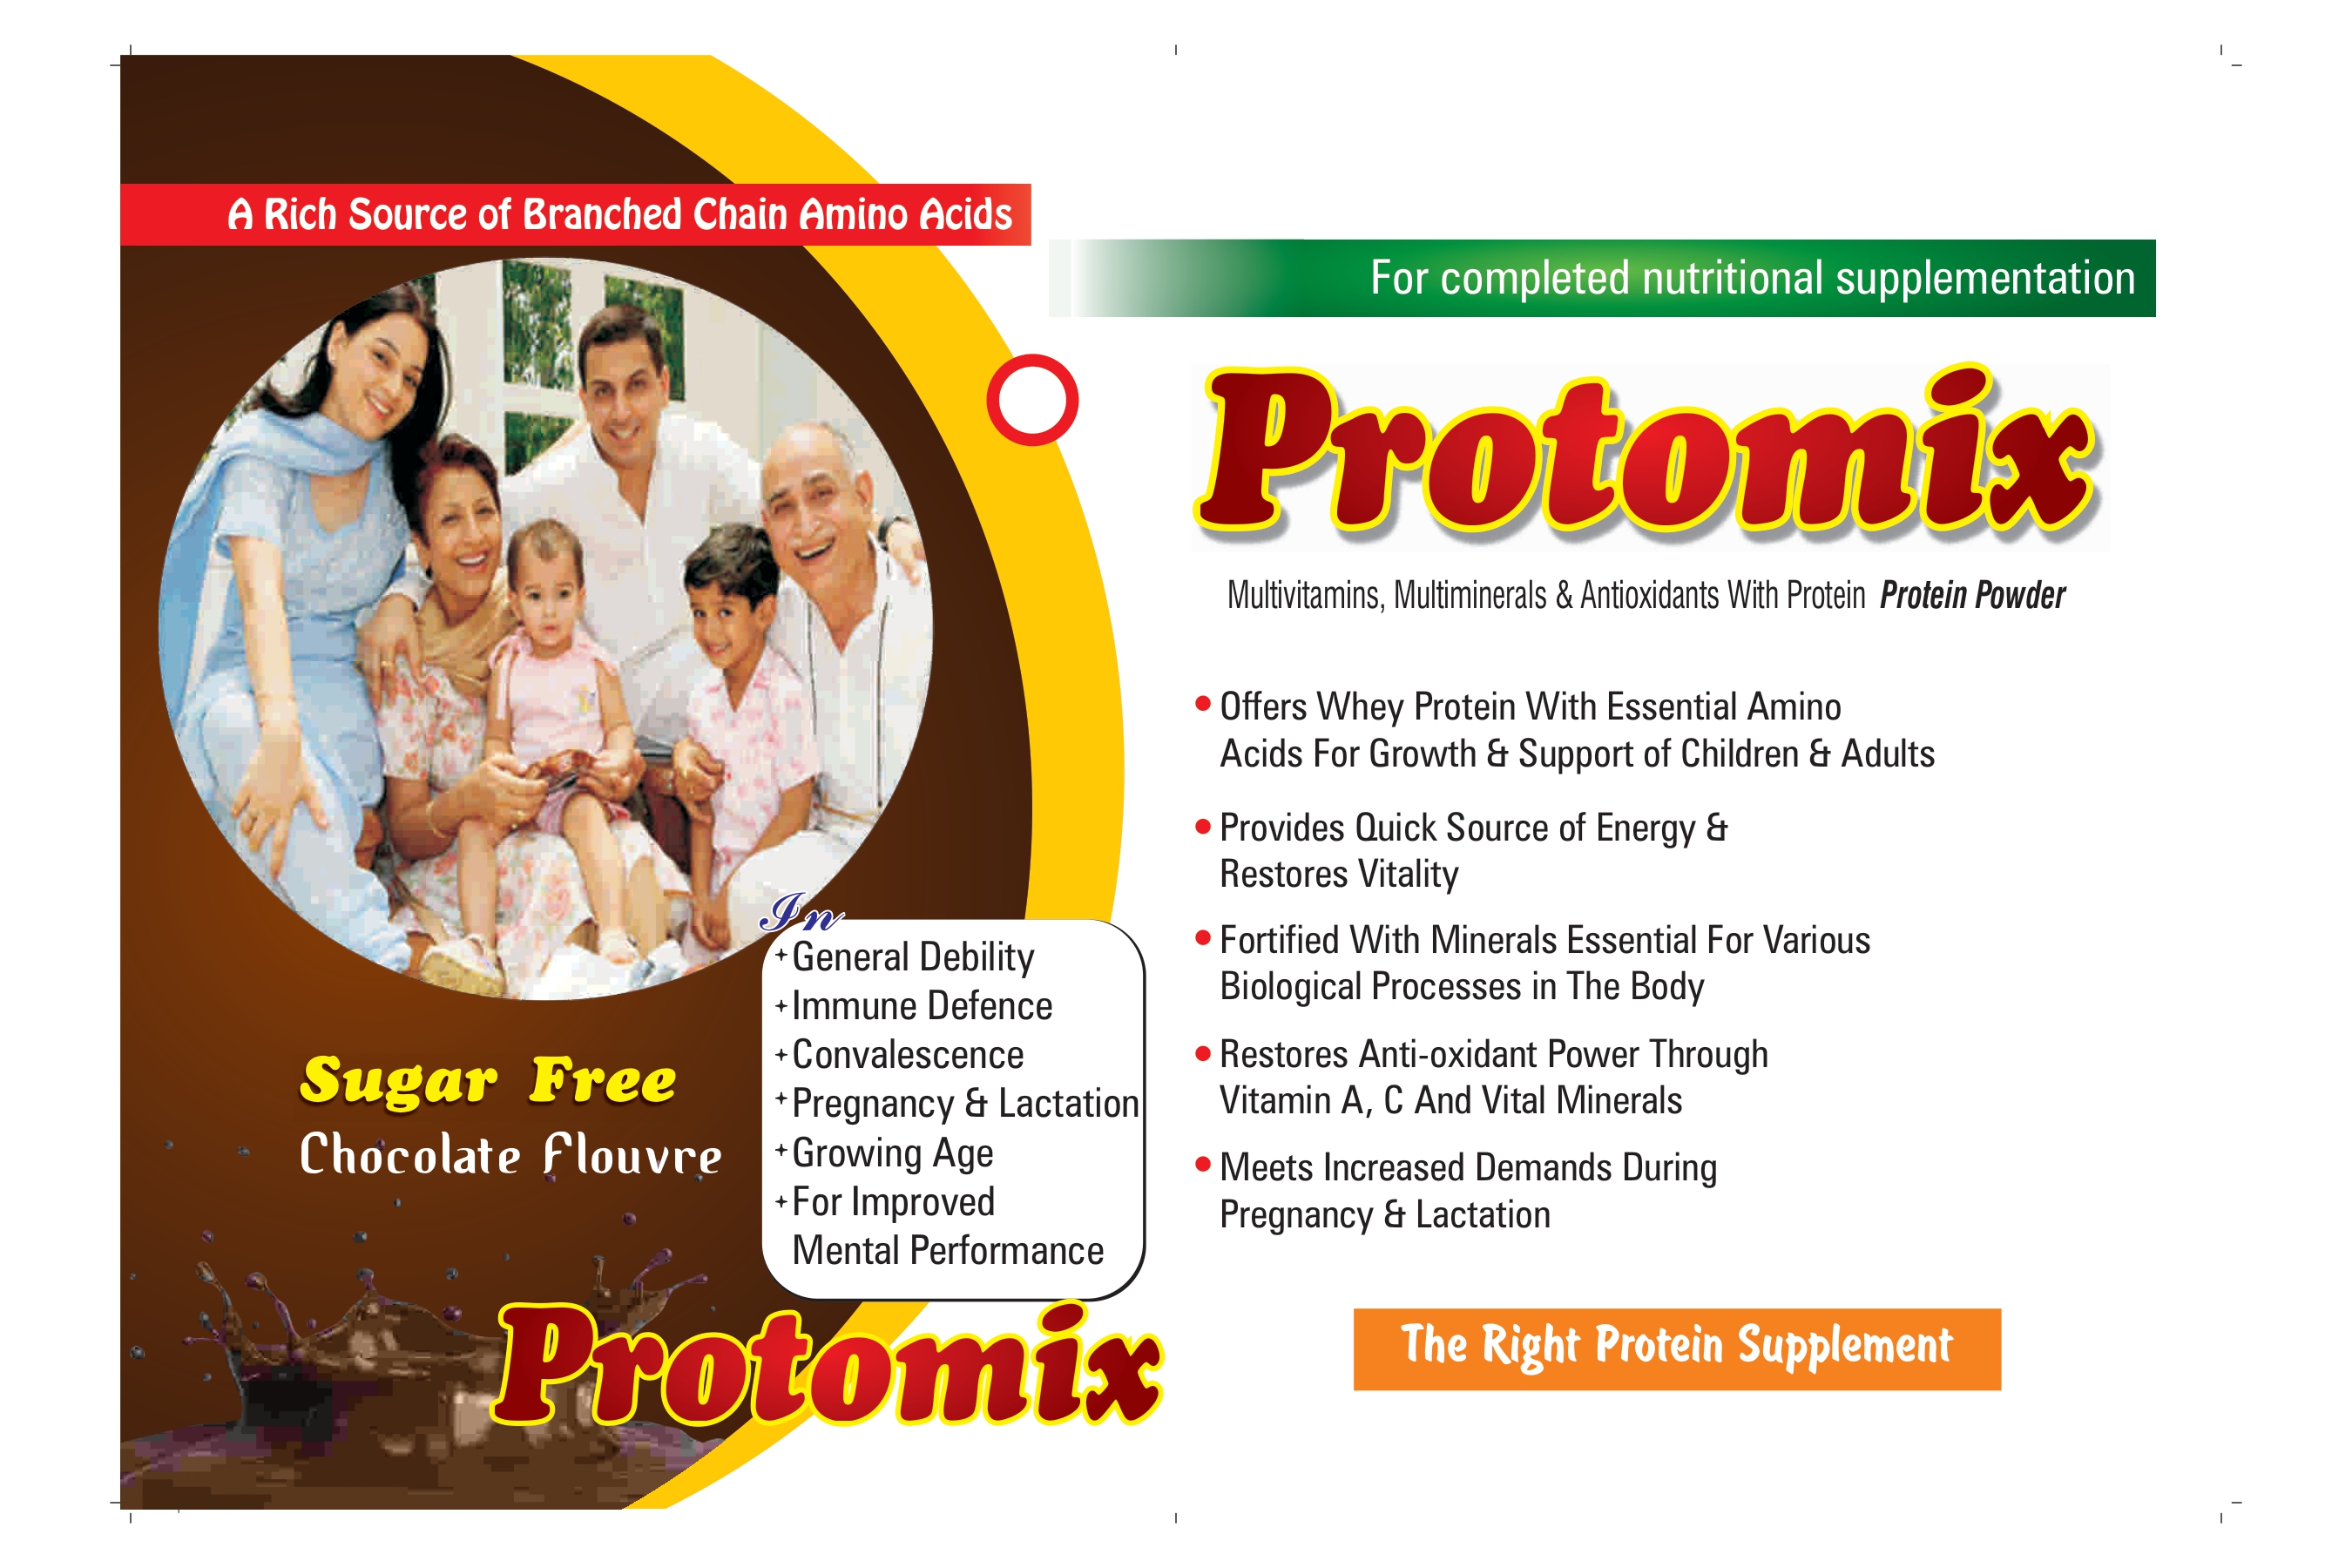 A Rich Source of Branched Chain Amino Acids
In
General Debility
Immune Defence
Convalescence
Pregnancy & Lactation
Growing Age
For Improved
Mental Performance
Sugar Free
Chocolate Flouvre
Protomix
For completed nutritional supplementation
Protomix
Multivitamins, Multiminerals & Antioxidants With Protein Protein Powder
• Offers Whey Protein With Essential Amino
Acids For Growth & Support of Children & Adults
• Provides Quick Source of Energy &
Restores Vitality
• Fortified With Minerals Essential For Various
Biological Processes in The Body
• Restores Anti-oxidant Power Through
Vitamin A, C And Vital Minerals
• Meets Increased Demands During
Pregnancy & Lactation
The Right Protein Supplement